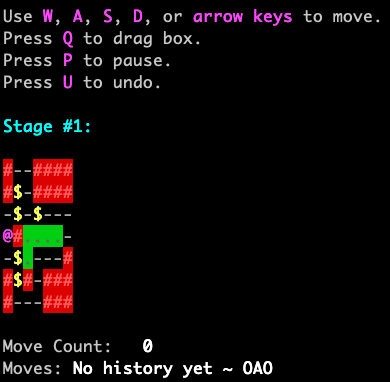 Use W, A, S, D, or arrow keys to move.
Press Q to drag box.
Press P to pause.
Press U to undo.
Stage #1:
#--####
#$-####
-$-$---
@#....-
-$.---#
#$#-###
#---###
Move Count:   0
Moves: No history yet ~ OAO